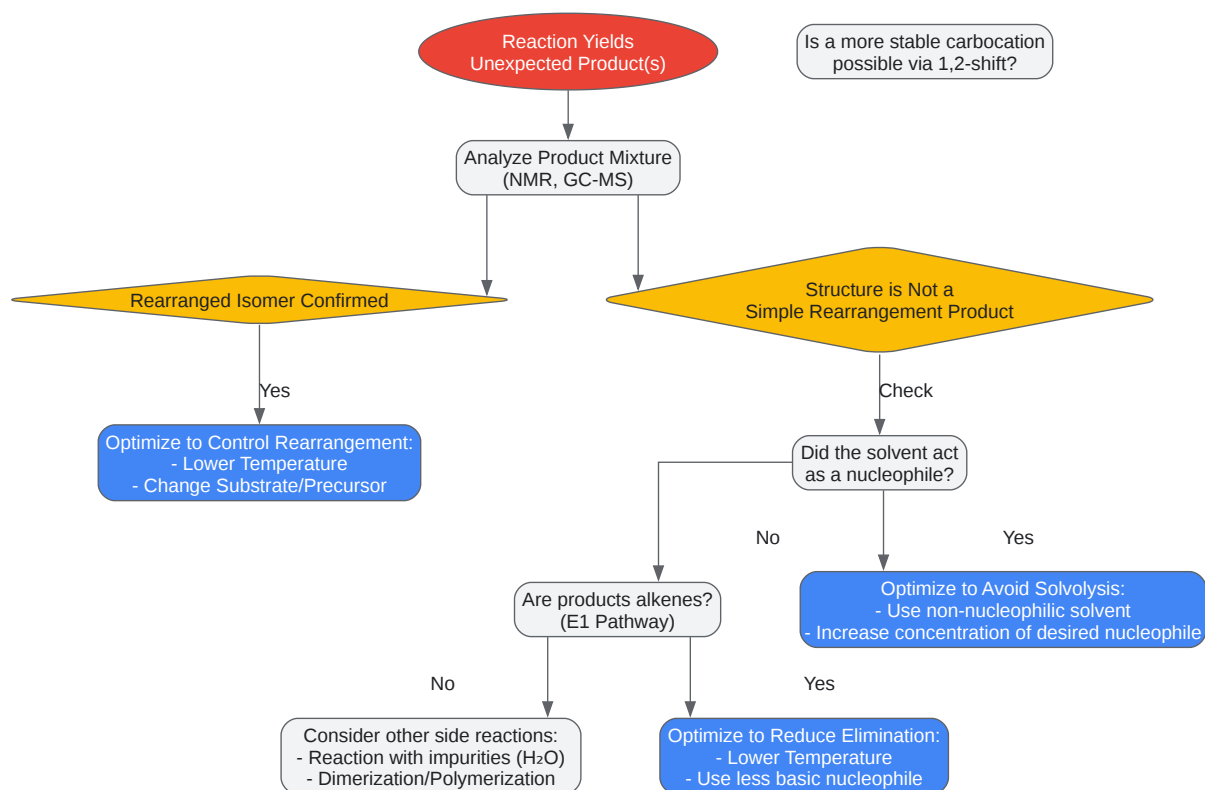 Reaction Yields
Unexpected Product(s)
Is a more stable carbocation
possible via 1,2-shift?
Analyze Product Mixture
(NMR, GC-MS)
Rearranged Isomer Confirmed
Structure is Not a
Simple Rearrangement Product
Yes
Check
Optimize to Control Rearrangement:
- Lower Temperature
- Change Substrate/Precursor
Did the solvent act
as a nucleophile?
No
Yes
Are products alkenes?
(E1 Pathway)
Optimize to Avoid Solvolysis:
- Use non-nucleophilic solvent
- Increase concentration of desired nucleophile
No
Yes
Consider other side reactions:
- Reaction with impurities (H₂O)
- Dimerization/Polymerization
Optimize to Reduce Elimination:
- Lower Temperature
- Use less basic nucleophile